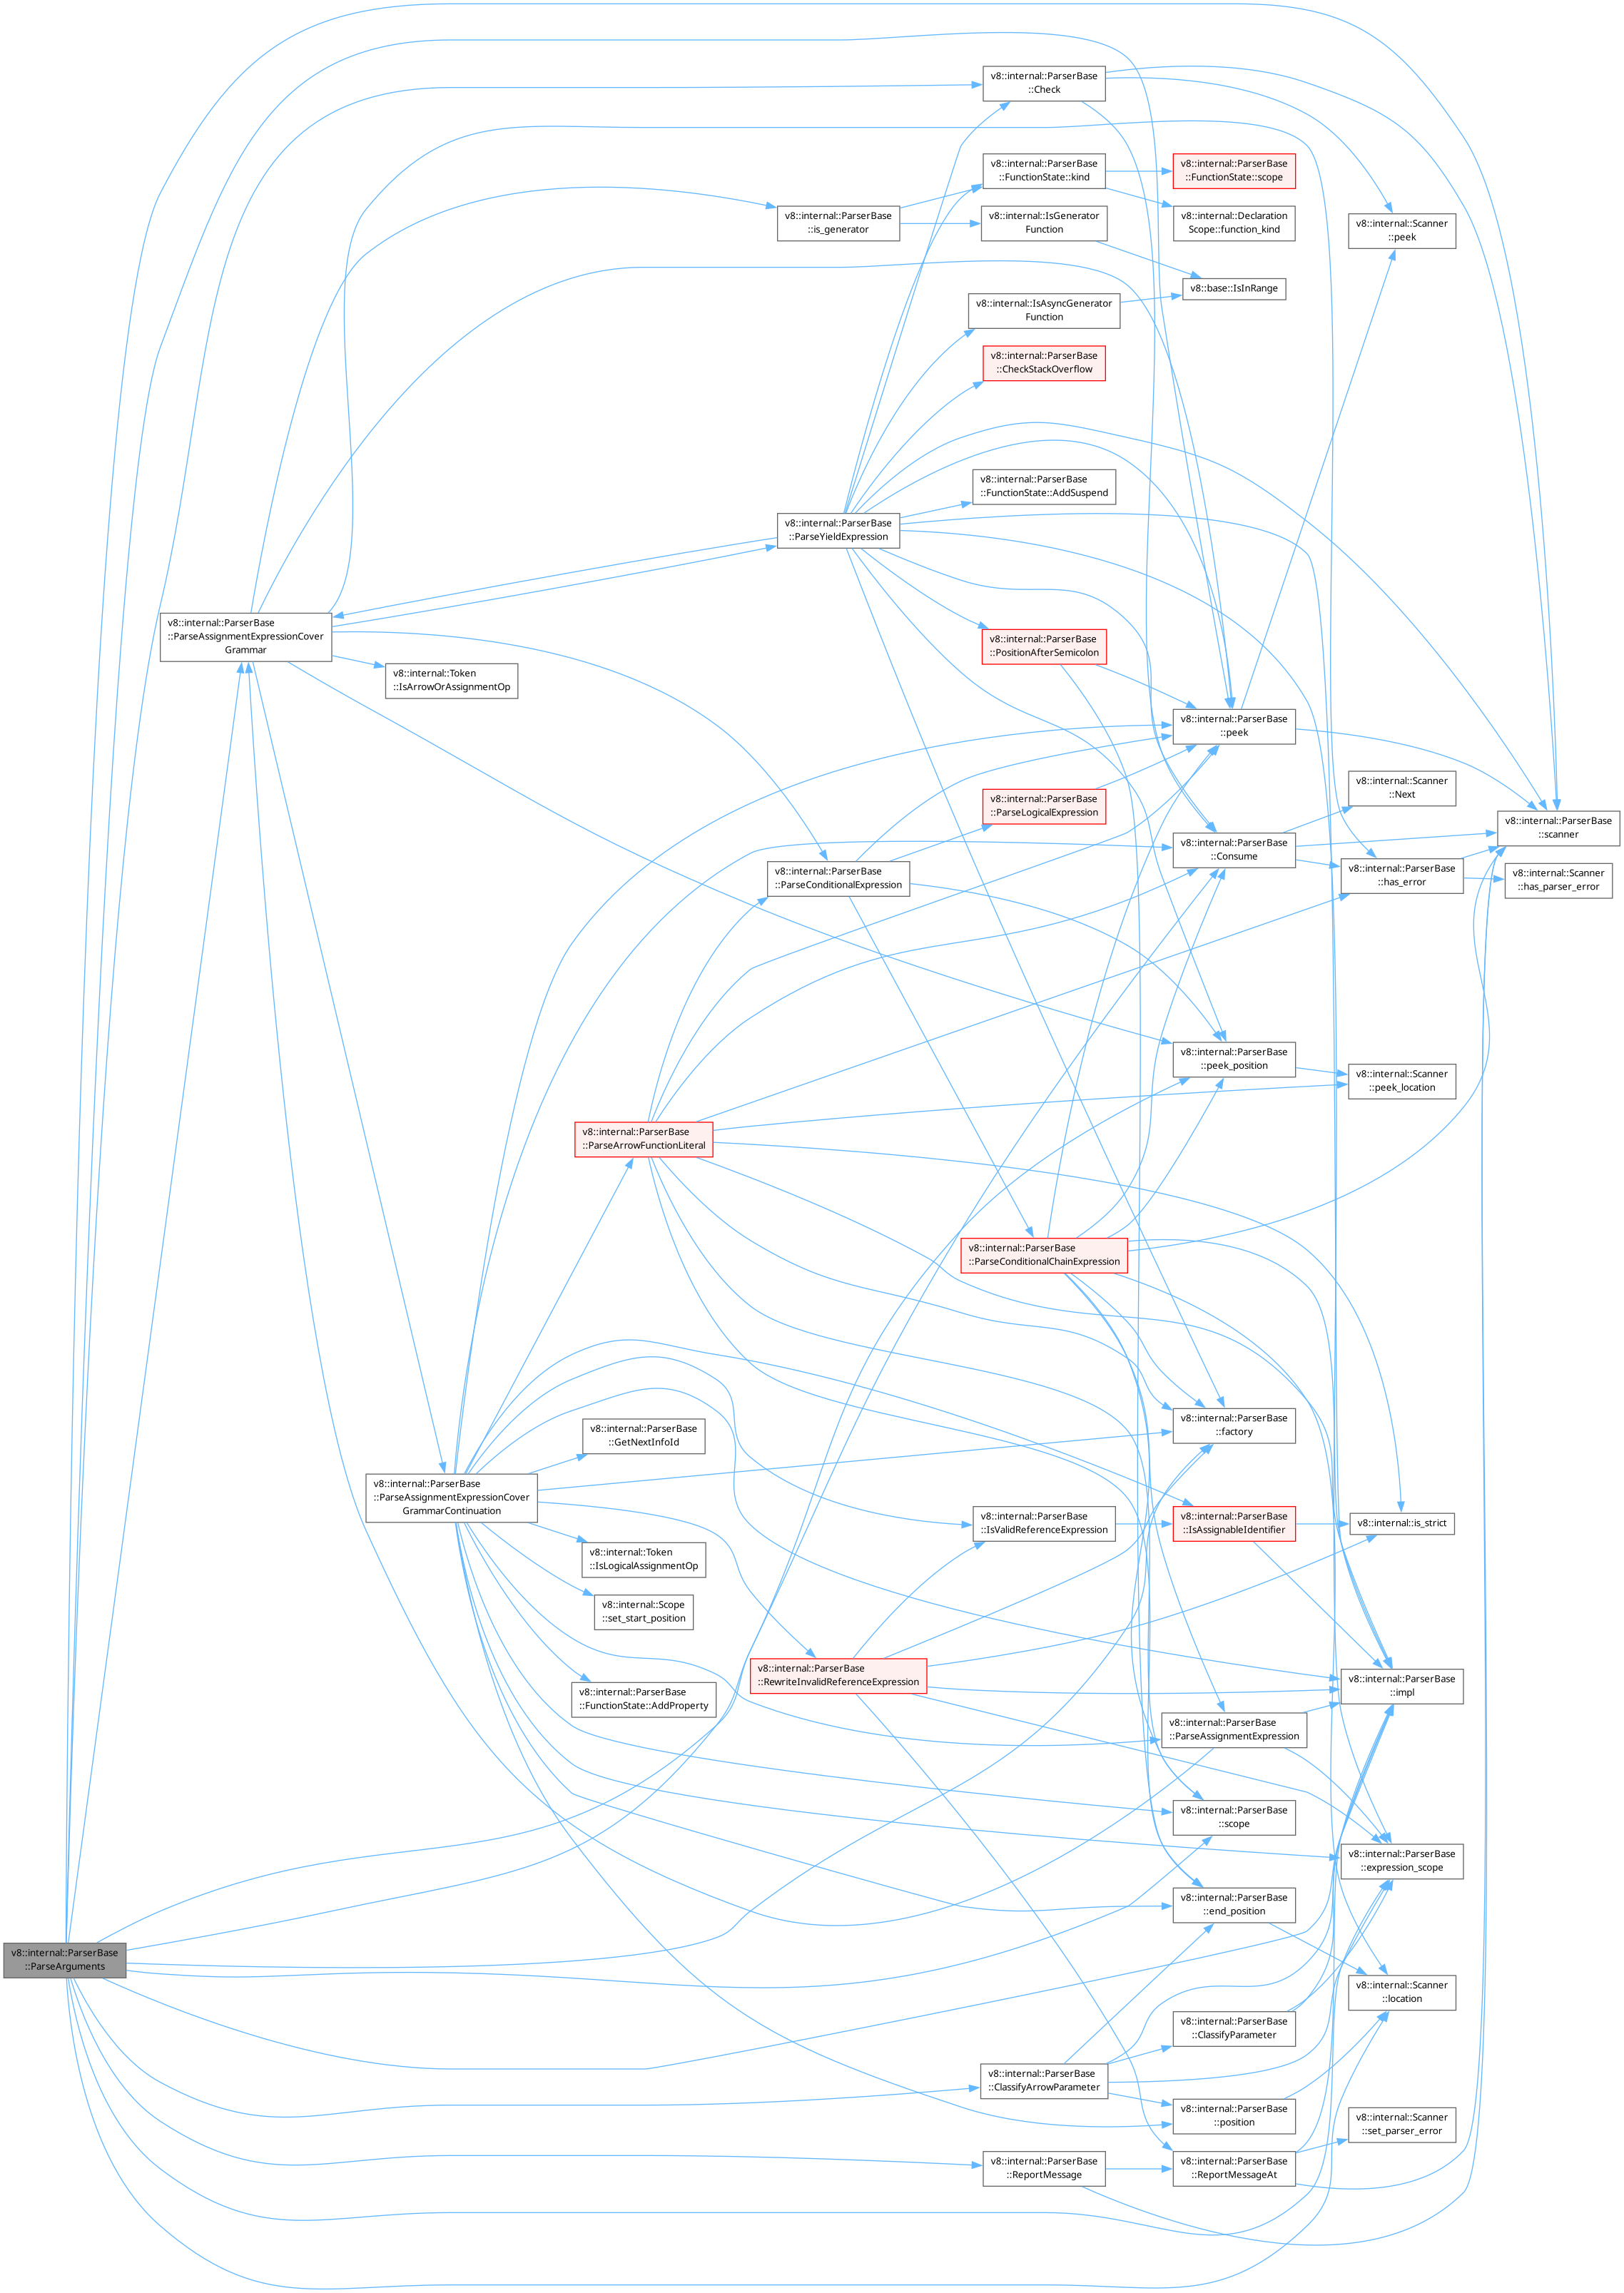 v8::internal::ParserBase
::Check
v8::internal::ParserBase
::FunctionState::kind
v8::internal::ParserBase
::FunctionState::scope
v8::internal::ParserBase
::is_generator
v8::internal::IsGenerator
Function
v8::internal::Declaration
Scope::function_kind
v8::internal::Scanner
::peek
v8::base::IsInRange
v8::internal::IsAsyncGenerator
Function
v8::internal::ParserBase
::CheckStackOverflow
v8::internal::ParserBase
::FunctionState::AddSuspend
v8::internal::ParserBase
::ParseYieldExpression
v8::internal::ParserBase
::ParseAssignmentExpressionCover
Grammar
v8::internal::Token
::IsArrowOrAssignmentOp
v8::internal::ParserBase
::PositionAfterSemicolon
v8::internal::ParserBase
::peek
v8::internal::ParserBase
::ParseLogicalExpression
v8::internal::Scanner
::Next
v8::internal::ParserBase
::scanner
v8::internal::ParserBase
::Consume
v8::internal::ParserBase
::ParseConditionalExpression
v8::internal::ParserBase
::has_error
v8::internal::Scanner
::has_parser_error
v8::internal::ParserBase
::peek_position
v8::internal::Scanner
::peek_location
v8::internal::ParserBase
::ParseArrowFunctionLiteral
v8::internal::ParserBase
::ParseConditionalChainExpression
v8::internal::ParserBase
::factory
v8::internal::ParserBase
::GetNextInfoId
v8::internal::ParserBase
::ParseAssignmentExpressionCover
GrammarContinuation
v8::internal::ParserBase
::IsValidReferenceExpression
v8::internal::ParserBase
::IsAssignableIdentifier
v8::internal::is_strict
v8::internal::Token
::IsLogicalAssignmentOp
v8::internal::Scope
::set_start_position
v8::internal::ParserBase
::RewriteInvalidReferenceExpression
v8::internal::ParserBase
::impl
v8::internal::ParserBase
::FunctionState::AddProperty
v8::internal::ParserBase
::ParseAssignmentExpression
v8::internal::ParserBase
::scope
v8::internal::ParserBase
::expression_scope
v8::internal::ParserBase
::end_position
v8::internal::ParserBase
::ParseArguments
v8::internal::Scanner
::location
v8::internal::ParserBase
::ClassifyParameter
v8::internal::ParserBase
::ClassifyArrowParameter
v8::internal::ParserBase
::position
v8::internal::Scanner
::set_parser_error
v8::internal::ParserBase
::ReportMessage
v8::internal::ParserBase
::ReportMessageAt